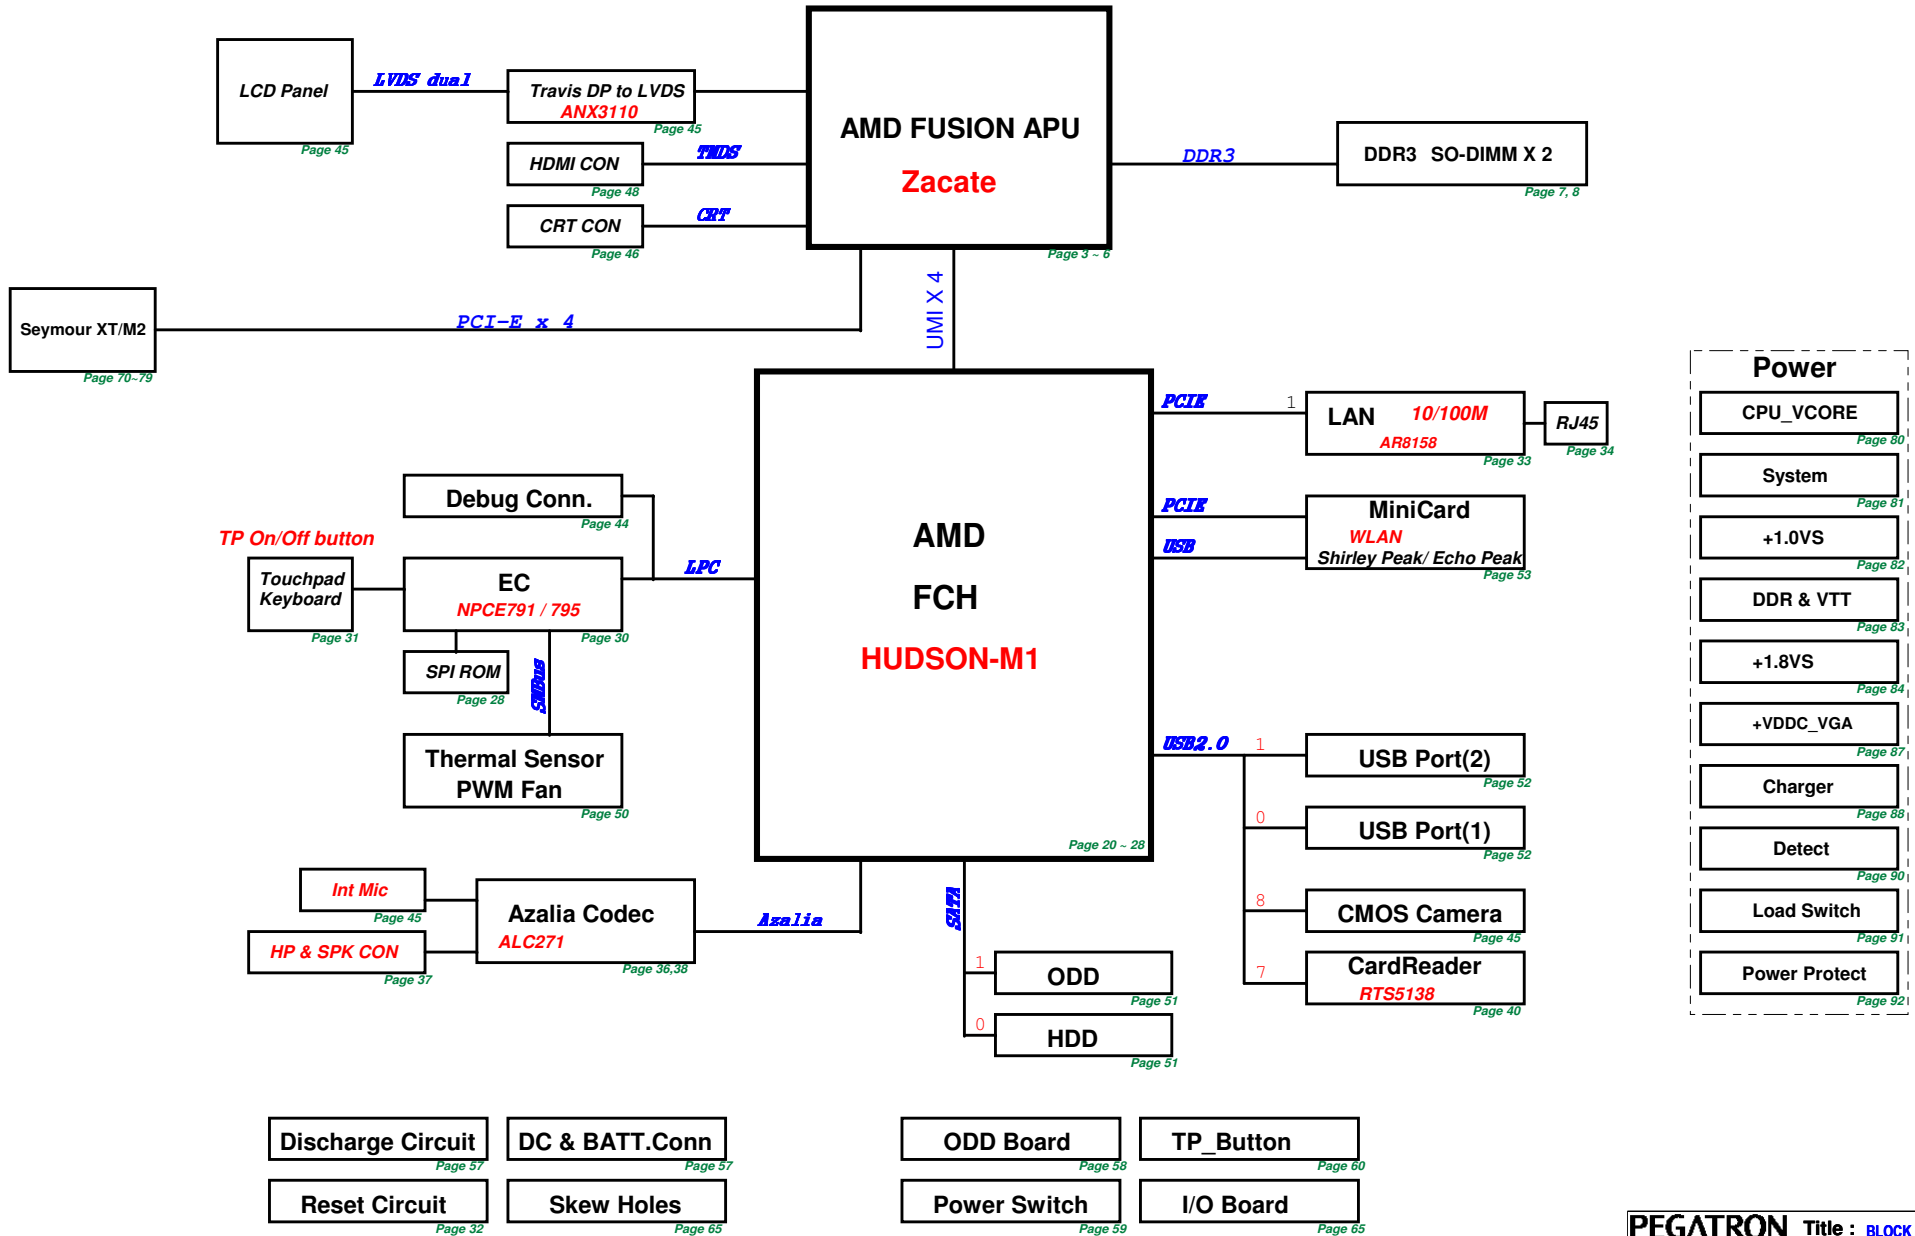 LCD Panel
Page 45
LVDS dual
Travis DP to LVDS
ANX3110
Page 45
HDMI CON
Page 48
TMDS
CRT CON
Page 46
CRT
AMD FUSION APU
Zacate
Page 3 ~ 6
DDR3
DDR3 SO-DIMM X 2
Page 7, 8
Seymour XT/M2
Page 70~79
PCI-E x 4
UMI X 4
AMD
FCH
HUDSON-M1
Page 20 ~ 28
PCIE
1
LAN 10/100M
AR8158
Page 33
RJ45
Page 34
PCIE
USB
MiniCard
WLAN
Shirley Peak/ Echo Peak
Page 53
Debug Conn.
Page 44
TP On/Off button
Touchpad
Keyboard
Page 31
EC
NPCE791 / 795
Page 30
LPC
SPI ROM
Page 28
SMBus
Thermal Sensor
PWM Fan
Page 50
USB2.0
1
USB Port(2)
Page 52
0
USB Port(1)
Page 52
8
CMOS Camera
Page 45
7
CardReader
RTS5138
Page 40
Int Mic
Page 45
HP & SPK CON
Page 37
Azalia Codec
ALC271
Page 36,38
Azalia
SATA
1
ODD
Page 51
0
HDD
Page 51
Power
CPU_VCORE
Page 80
System
Page 81
+1.0VS
Page 82
DDR & VTT
Page 83
+1.8VS
Page 84
+VDDC_VGA
Page 87
Charger
Page 88
Detect
Page 90
Load Switch
Page 91
Power Protect
Page 92
Discharge Circuit
Page 57
DC & BATT.Conn
Page 57
ODD Board
Page 58
TP_Button
Page 60
Reset Circuit
Page 32
Skew Holes
Page 65
Power Switch
Page 59
I/O Board
Page 65
PEGATRON Title : BLOCK